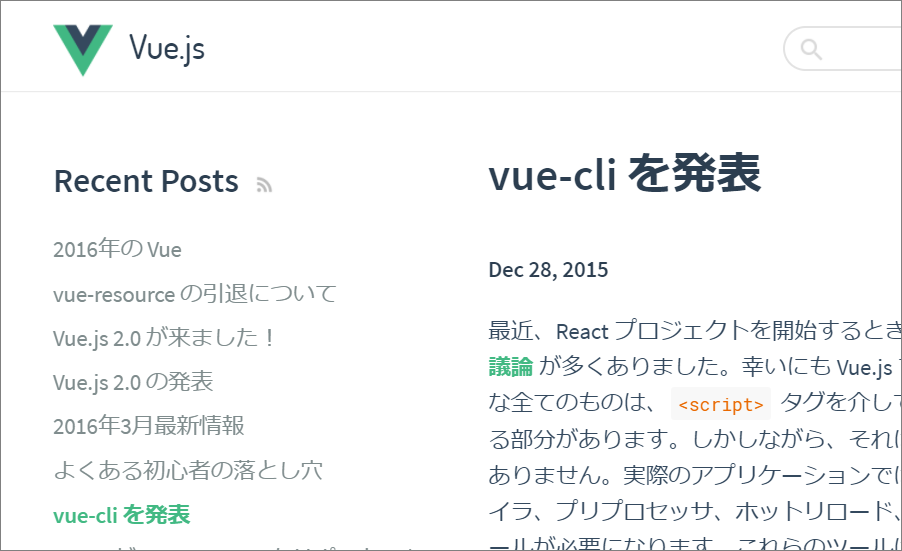 Vue.js
Recent Posts
2016年の Vue
vue-resource の引退について
Vue.js 2.0 が来ました！
Vue.js 2.0 の発表
2016年3月最新情報
よくある初心者の落とし穴
vue-cli を発表
vue-cli を発表
Dec 28, 2015
最近、React プロジェクトを開始するとき
議論 が多くありました。幸いにも Vue.js
な全てのものは、 <script> タグを介して
る部分があります。しかしながら、それに
ありません。実際のアプリケーションでは
イラ、プリプロセッサ、ホットリロード、
ールが必要になります。これらのツールは